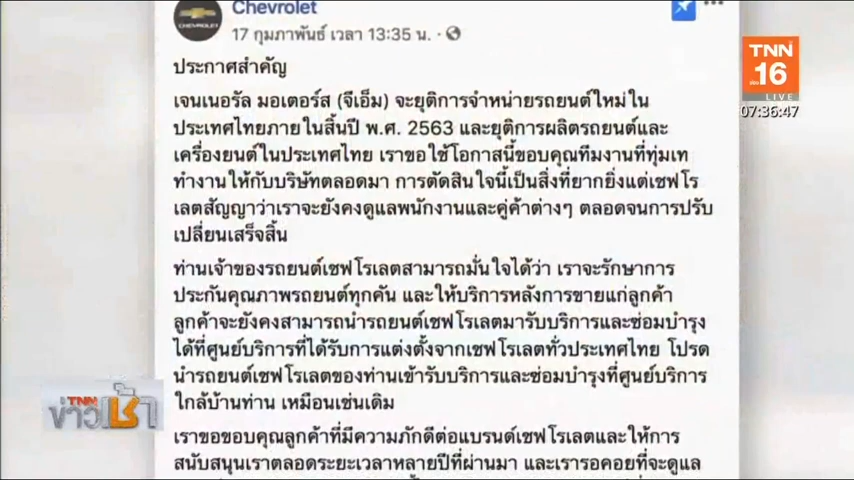 Chevrolet
17 กุมภาพันธ์ เวลา 13:35 น. ·
CHEVROLET
ประกาศสำคัญ
เจนเนอรัล มอเตอร์ส (จีเอ็ม) จะยุติการจำหน่ายรถยนต์ใหม่ใน
ประเทศไทยภายในสิ้นปี พ.ศ. 2563 และยุติการผลิตรถยนต์และ
เครื่องยนต์ในประเทศไทย เราขอใช้โอกาสนี้ขอบคุณทีมงานที่ทุ่มเท
ทำงานให้กับบริษัทตลอดมา การตัดสินใจนี้เป็นสิ่งที่ยากยิ่งแต่เชฟโร
เลตสัญญาว่าเราจะยังคงดูแลพนักงานและคู่ค้าต่างๆ ตลอดจนการปรับ
เปลี่ยนเสร็จสิ้น
ท่านเจ้าของรถยนต์เชฟโรเลตสามารถมั่นใจได้ว่า เราจะรักษาการ
ประกันคุณภาพรถยนต์ทุกคัน และให้บริการหลังการขายแก่ลูกค้า
ลูกค้าจะยังคงสามารถนำรถยนต์เชฟโรเลตมารับบริการและซ่อมบำรุง
ได้ที่ศูนย์บริการที่ได้รับการแต่งตั้งจากเชฟโรเลตทั่วประเทศไทย โปรด
นำรถยนต์เชฟโรเลตของท่านเข้ารับบริการและซ่อมบำรุงที่ศูนย์บริการ
ใกล้บ้านท่าน เหมือนเช่นเดิม
เราขอขอบคุณลูกค้าที่มีความภักดีต่อแบรนด์เชฟโรเลตและให้การ
สนับสนุนเราตลอดระยะเวลาหลายปีที่ผ่านมา และเรารอคอยที่จะดูแล
TNN
16
LIVE
07:36:47
TNN
ข่าวเช้า